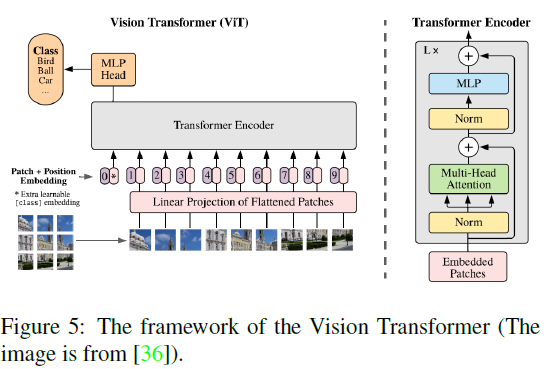 Vision Transformer (ViT)
Class
Bird
Ball
Car
...
MLP
Head
Transformer Encoder
Patch + Position
Embedding
* Extra learnable
[class] embedding
0 * 1 2 3 4 5 6 7 8 9
Linear Projection of Flattened Patches
Transformer Encoder
L x
+
MLP
Norm
+
Multi-Head
Attention
Norm
Embedded
Patches
Figure 5: The framework of the Vision Transformer (The
image is from [36]).